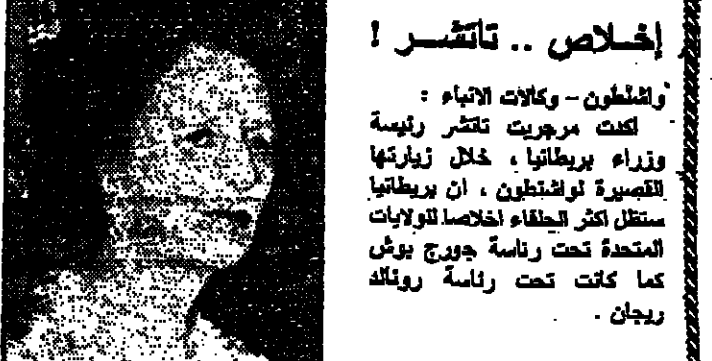 إخلاص .. تاتشر !
واشنطون - وكالات الانباء :
اكدت مرجريت تاتشر رئيسة
وزراء بريطانيا ، خلال زيارتها
القصيرة لواشنطون ، ان بريطانيا
ستظل اكثر الحلفاء اخلاصا للولايات
المتحدة تحت رئاسة جورج بوش
كما كانت تحت رئاسة رونالد
ريجان .